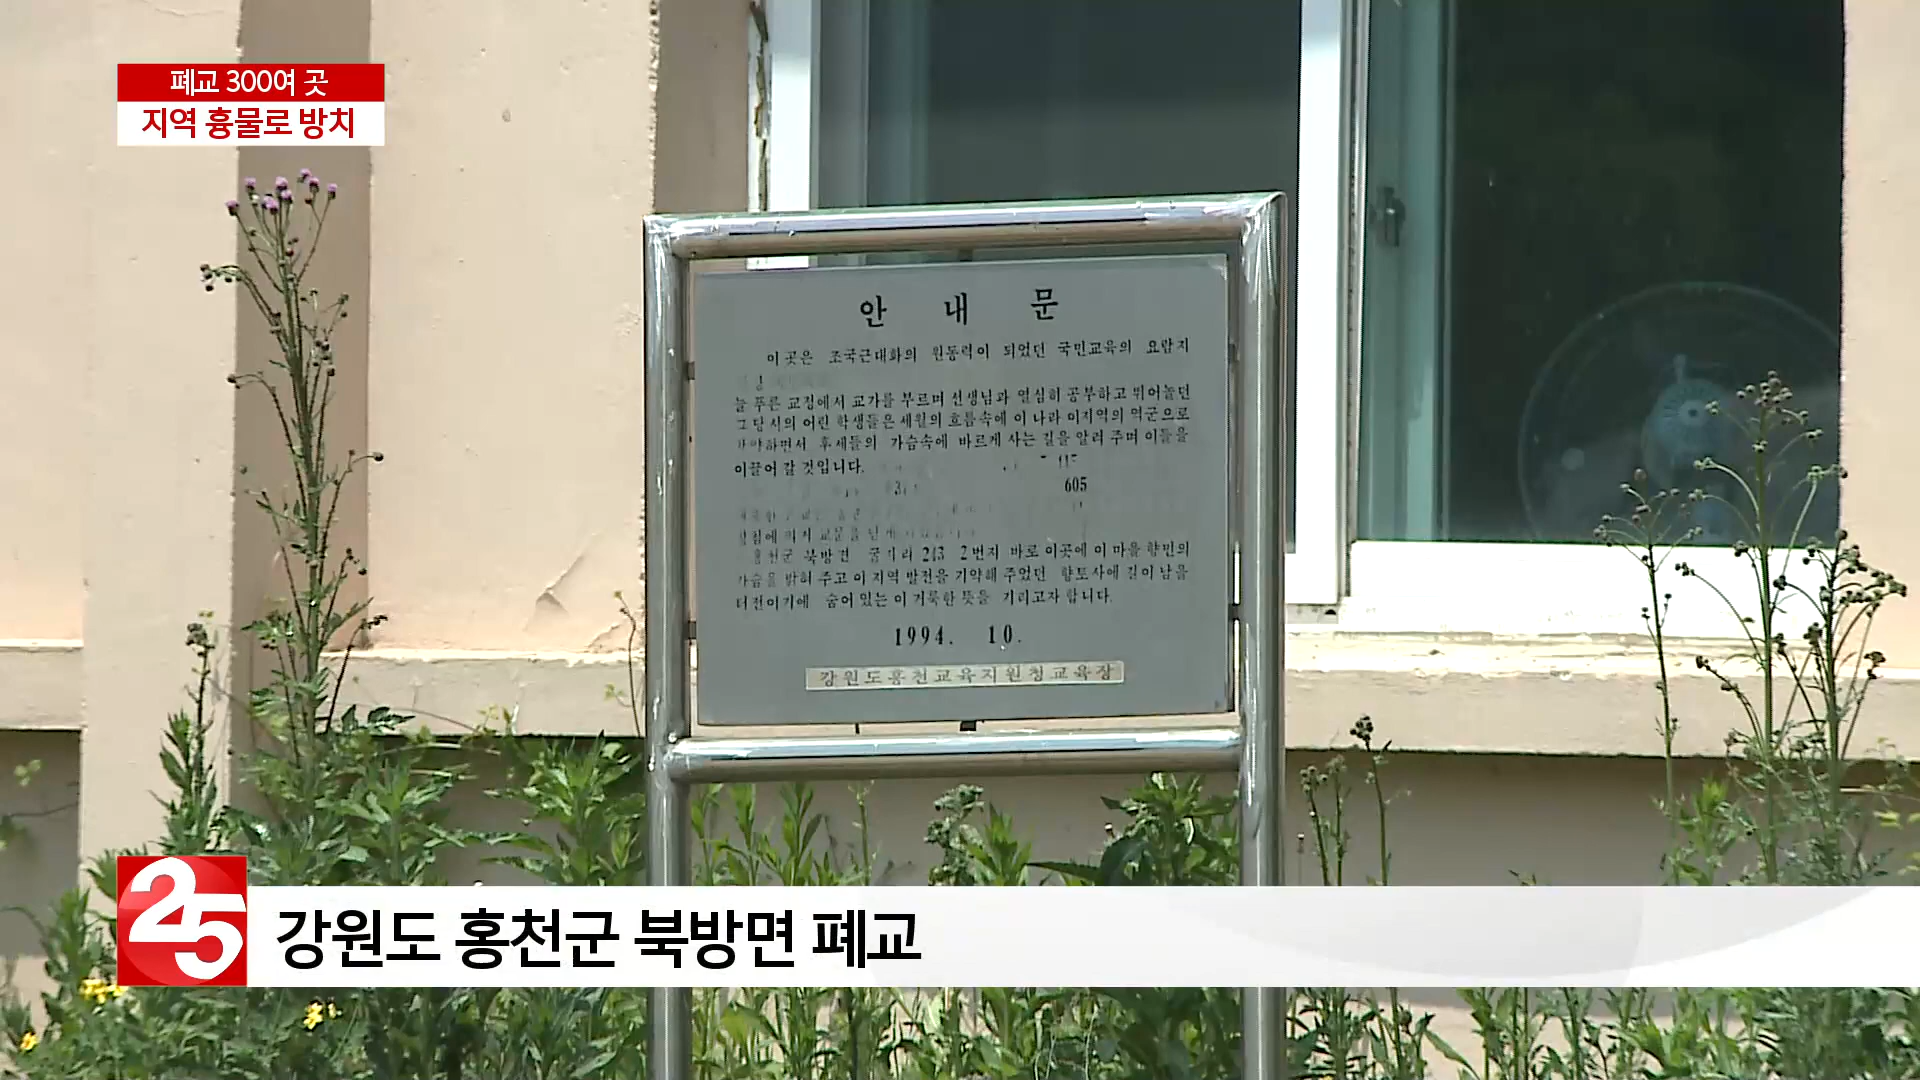 폐교 300여 곳
지역 흉물로 방치
안 내 문
이곳은 조국근대화의 원동력이 되었던 국민교육의 요람지
늘 푸른 교정에서 교가를 부르며 선생님과 열심히 공부하고 뛰어놀던
그 당시의 어린 학생들은 세월의 흐름속에 이 나라 이지역의 역군으로
후세들의 가슴속에 바르게 사는 길을 알려 주며 이들을
이끌어 갈 것입니다.
605
홍천군 북방면 굴지리 213 2번지 바로 이곳에 이 마을 향민의
가슴을 밝혀 주고 이 지역 발전을 기약해 주었던 향토사에 길이 남을
터전이기에 숨어 있는 이 거룩한 뜻을 기리고자 합니다.
1994. 10.
강원도홍천교육지원청교육장
25 강원도 홍천군 북방면 폐교